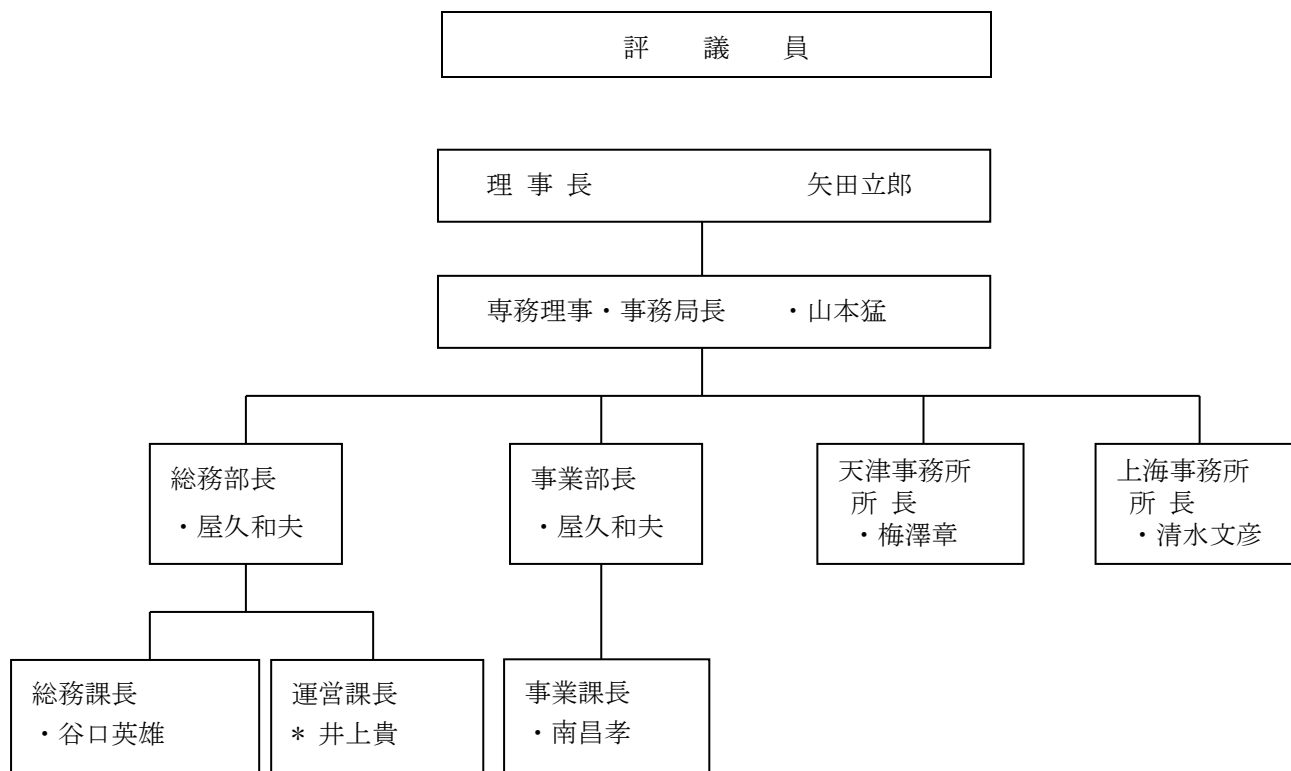 評 議 員
理 事 長 矢田立郎
専務理事・事務局長 ・山本猛
総務部長
・屋久和夫
事業部長
・屋久和夫
天津事務所
所 長
・梅澤章
上海事務所
所 長
・清水文彦
総務課長
・谷口英雄
運営課長
* 井上貴
事業課長
・南昌孝